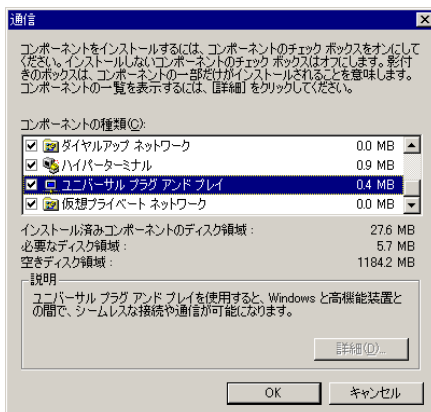 通信
コンポーネントをインストールするには、コンポーネントのチェック ボックスをオンにして
ください。インストールしないコンポーネントのチェック ボックスはオフにします。影付
きのボックスは、コンポーネントの一部だけがインストールされることを意味します。
コンポーネントの一覧を表示するには、[詳細] をクリックしてください。
コンポーネントの種類(C):
ダイヤルアップ ネットワーク 0.0 MB
ハイパーターミナル 0.9 MB
ユニバーサル プラグ アンド プレイ 0.4 MB
仮想プライベート ネットワーク 0.0 MB
インストール済みコンポーネントのディスク領域 : 27.6 MB
必要なディスク領域 : 5.7 MB
空きディスク領域 : 1184.2 MB
説明
ユニバーサル プラグ アンド プレイを使用すると、Windows と高機能装置と
の間で、シームレスな接続や通信が可能になります。
詳細(D)...
OK キャンセル